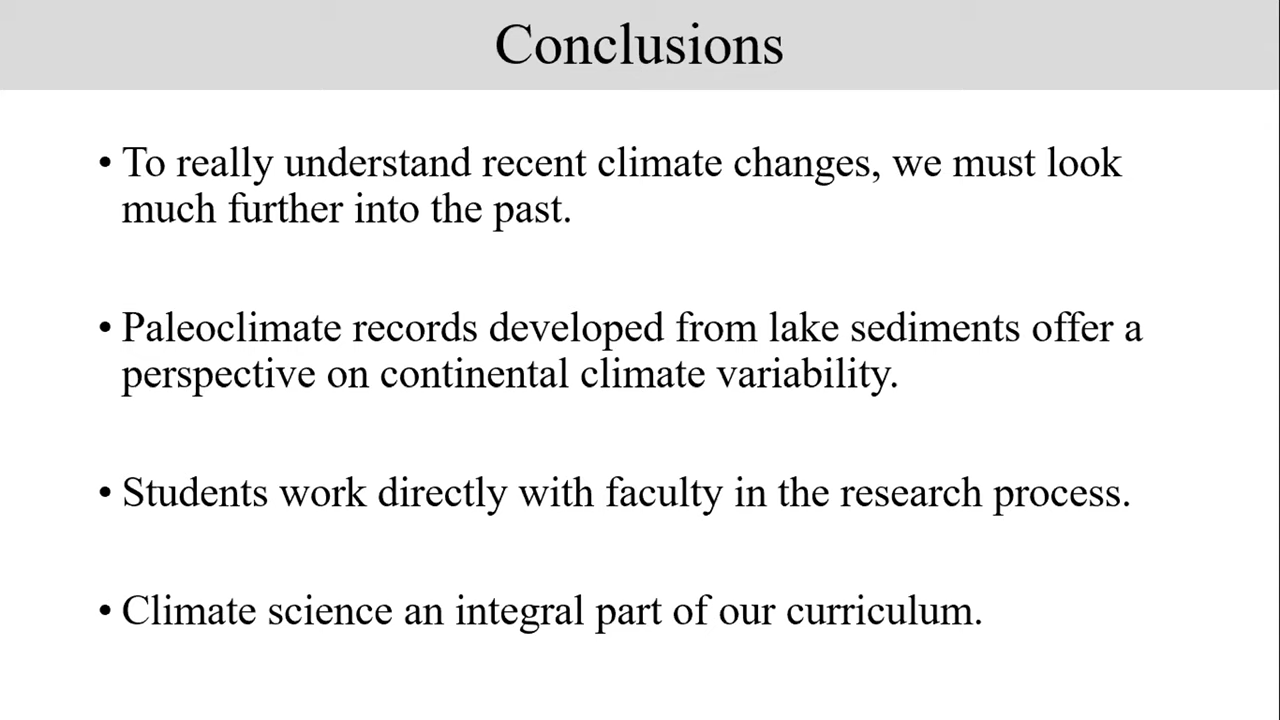 Conclusions
• To really understand recent climate changes, we must look
much further into the past.
• Paleoclimate records developed from lake sediments offer a
perspective on continental climate variability.
• Students work directly with faculty in the research process.
• Climate science an integral part of our curriculum.